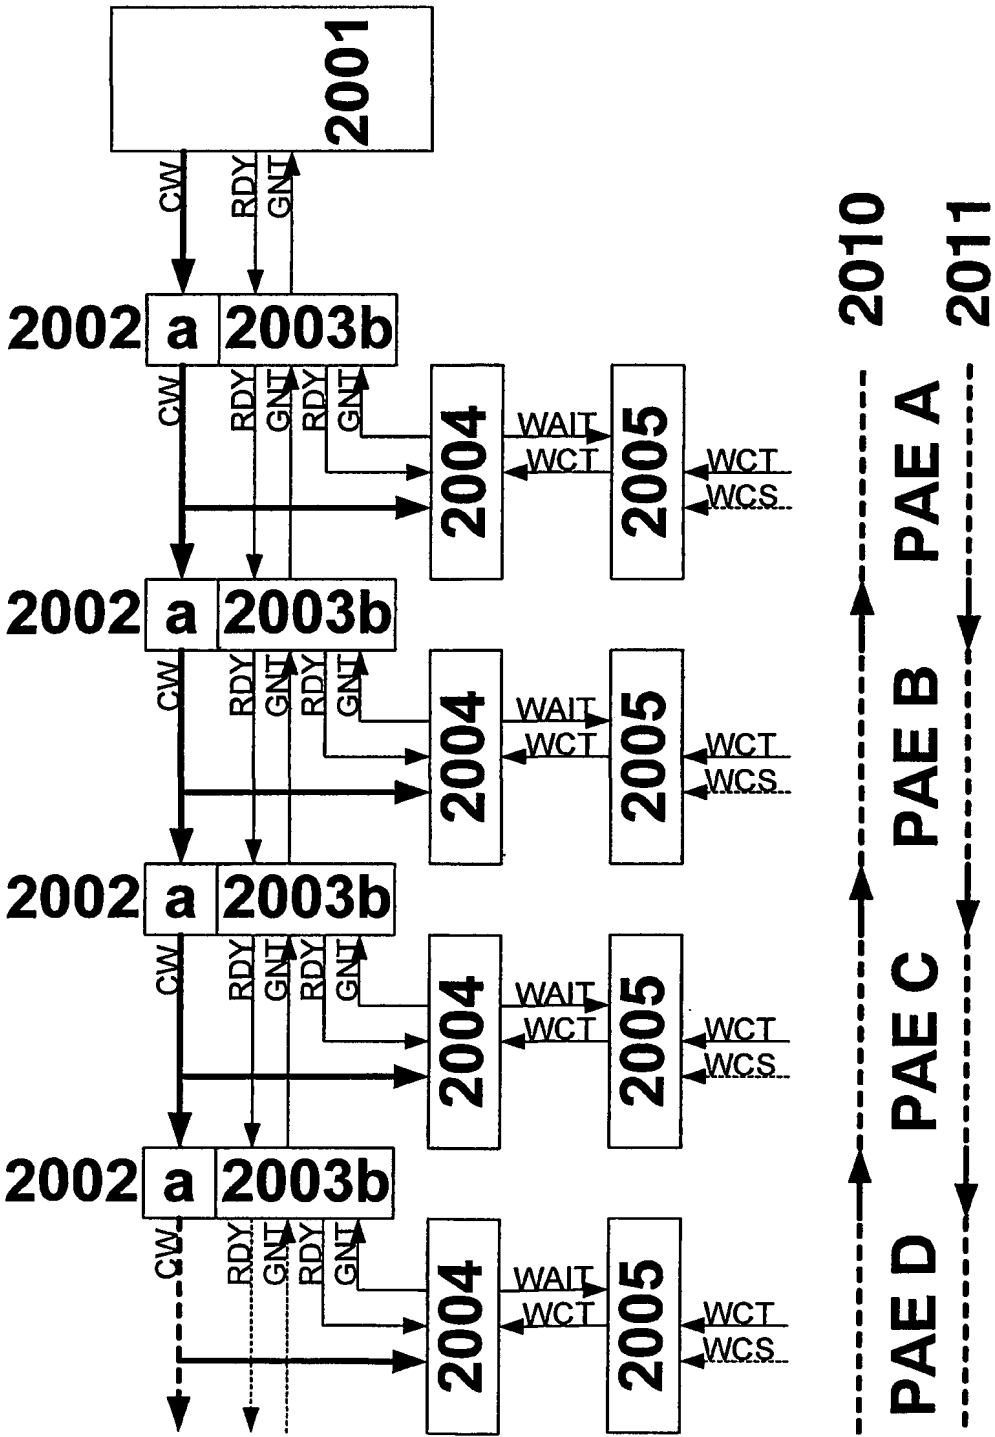 2001
CW
RDY
GNT
2002
a
2003b
CW
RDY
GNT
RDY
GNT
2004
WAIT
WCT
2005
WCT
WCS
2002
a
2003b
CW
RDY
GNT
RDY
GNT
2004
WAIT
WCT
2005
WCT
WCS
2002
a
2003b
CW
RDY
GNT
RDY
GNT
2004
WAIT
WCT
2005
WCT
WCS
2002
a
2003b
CW
RDY
GNT
RDY
GNT
2004
WAIT
WCT
2005
WCT
WCS
2010
PAE A
PAE B
PAE C
PAE D
2011